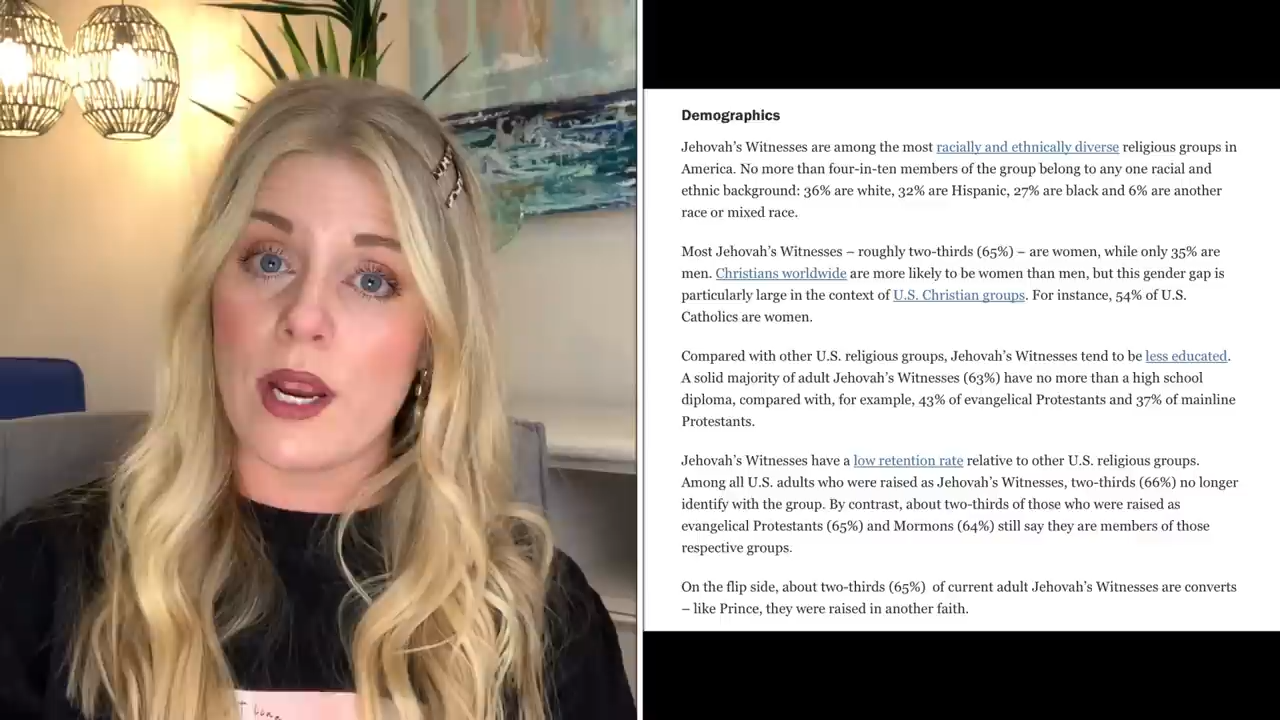 Demographics
Jehovah’s Witnesses are among the most racially and ethnically diverse religious groups in
America. No more than four-in-ten members of the group belong to any one racial and
ethnic background: 36% are white, 32% are Hispanic, 27% are black and 6% are another
race or mixed race.
Most Jehovah’s Witnesses – roughly two-thirds (65%) – are women, while only 35% are
men. Christians worldwide are more likely to be women than men, but this gender gap is
particularly large in the context of U.S. Christian groups. For instance, 54% of U.S.
Catholics are women.
Compared with other U.S. religious groups, Jehovah’s Witnesses tend to be less educated.
A solid majority of adult Jehovah’s Witnesses (63%) have no more than a high school
diploma, compared with, for example, 43% of evangelical Protestants and 37% of mainline
Protestants.
Jehovah’s Witnesses have a low retention rate relative to other U.S. religious groups.
Among all U.S. adults who were raised as Jehovah’s Witnesses, two-thirds (66%) no longer
identify with the group. By contrast, about two-thirds of those who were raised as
evangelical Protestants (65%) and Mormons (64%) still say they are members of those
respective groups.
On the flip side, about two-thirds (65%)  of current adult Jehovah’s Witnesses are converts
– like Prince, they were raised in another faith.